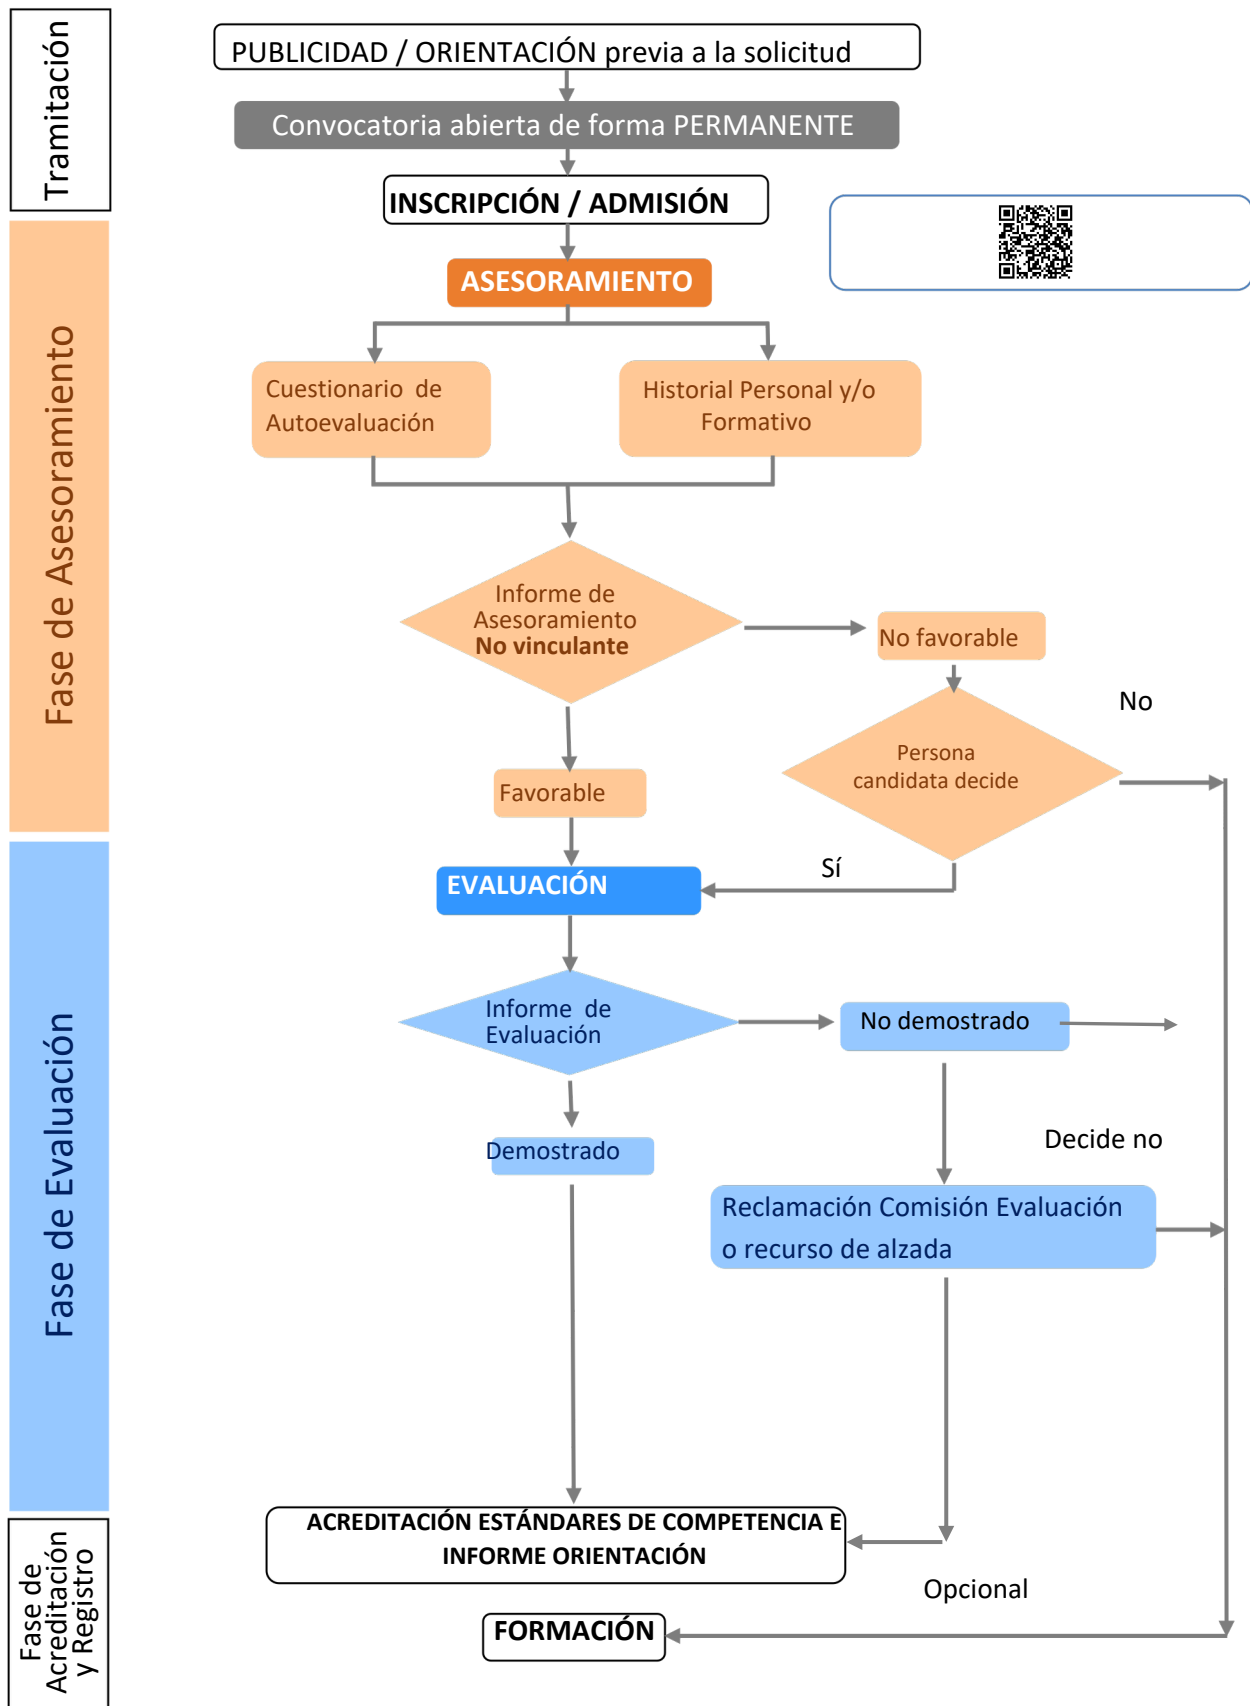 Tramitación
PUBLICIDAD / ORIENTACIÓN previa a la solicitud
Convocatoria abierta de forma PERMANENTE
INSCRIPCIÓN / ADMISIÓN
Fase de Asesoramiento
ASESORAMIENTO
Cuestionario de
Autoevaluación
Historial Personal y/o
Formativo
Informe de
Asesoramiento
No vinculante
No favorable
No
Persona
candidata decide
Favorable
Sí
Fase de Evaluación
EVALUACIÓN
Informe de
Evaluación
No demostrado
Demostrado
Decide no
Reclamación Comisión Evaluación
o recurso de alzada
Fase de
Acreditación
y Registro
ACREDITACIÓN ESTÁNDARES DE COMPETENCIA E
INFORME ORIENTACIÓN
Opcional
FORMACIÓN